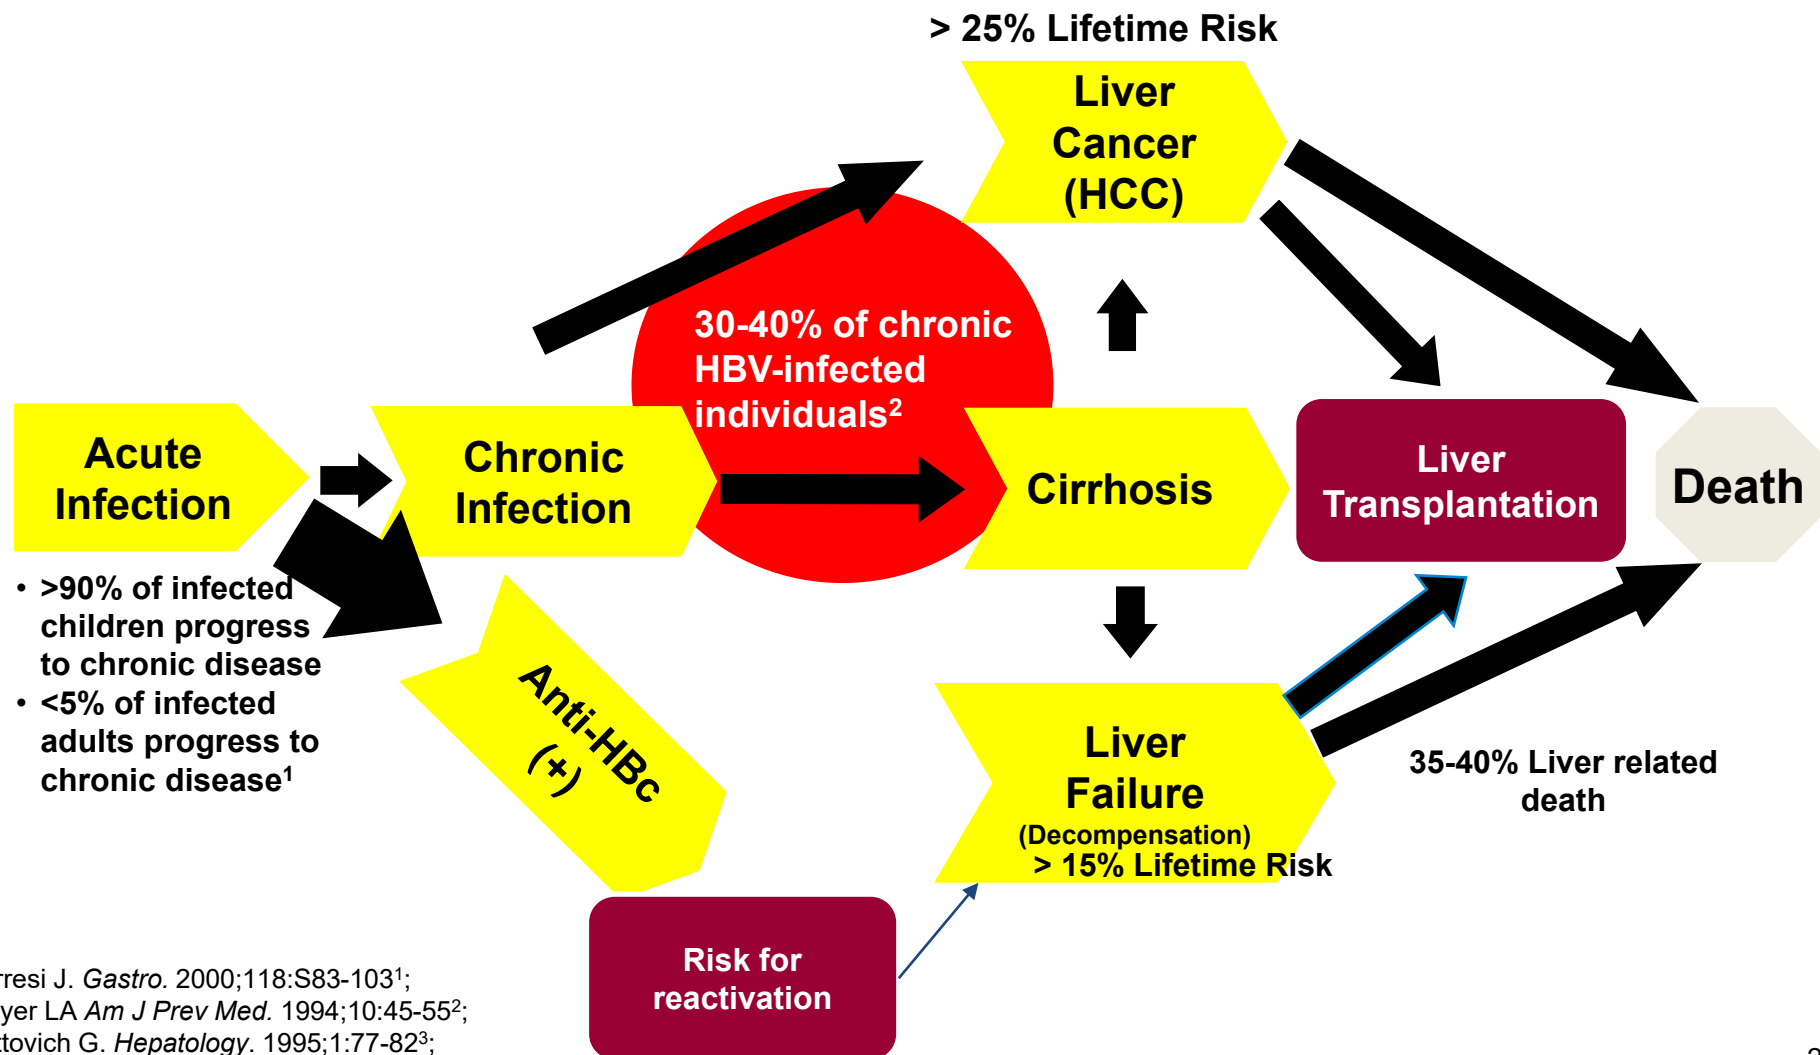 > 25% Lifetime Risk
Liver
Cancer
(HCC)
30-40% of chronic
HBV-infected
individuals²
Acute
Infection
Chronic
Infection
Cirrhosis
Liver
Transplantation
Death
• >90% of infected
children progress
to chronic disease
• <5% of infected
adults progress to
chronic disease¹
Anti-HBc
(+)
Liver
Failure
(Decompensation)
> 15% Lifetime Risk
35-40% Liver related
death
Risk for
reactivation
J. Gastro. 2000;118:S83-103¹;
LA Am J Prev Med. 1994;10:45-55²;
G. Hepatology. 1995;1:77-82³;